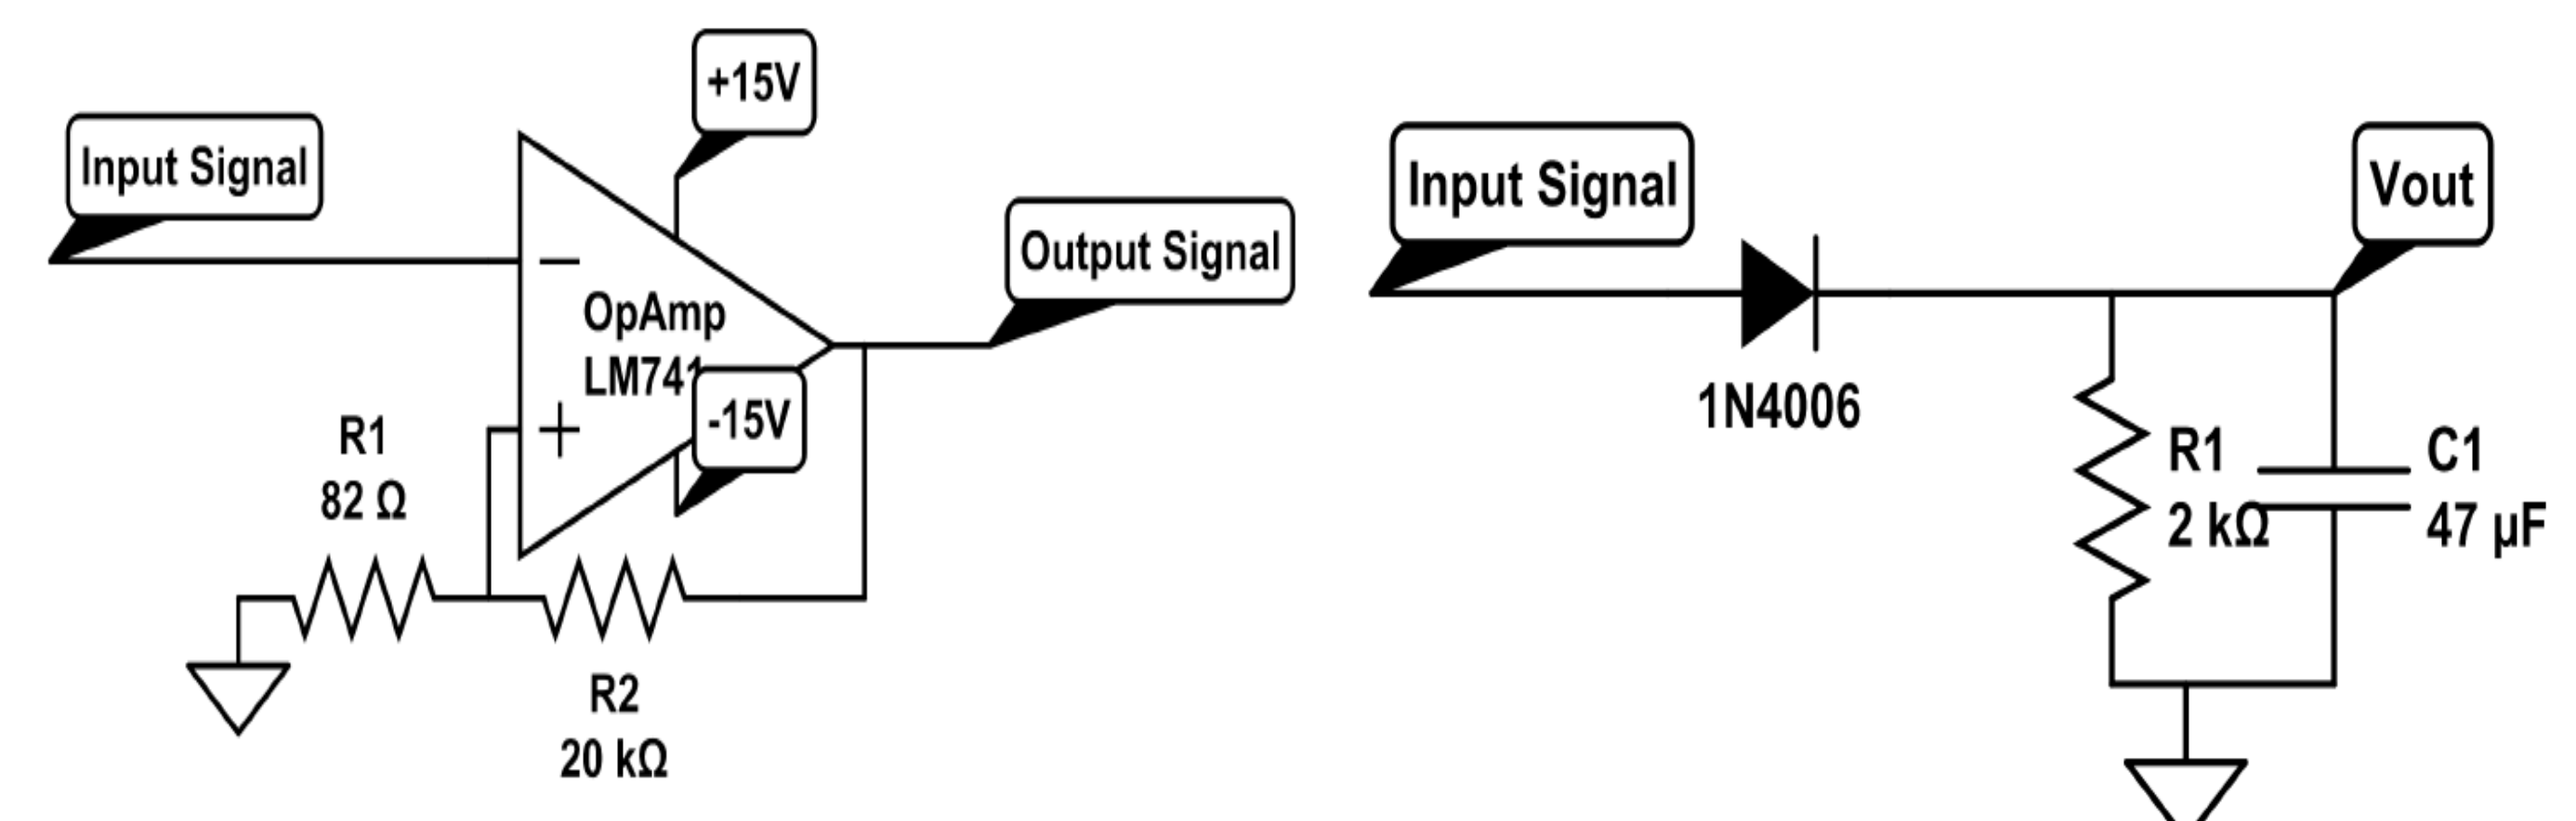 +15V
Input Signal
Output Signal
OpAmp
LM741
-15V
R1
82 Ω
R2
20 kΩ
Input Signal
Vout
1N4006
R1
2 kΩ
C1
47 µF